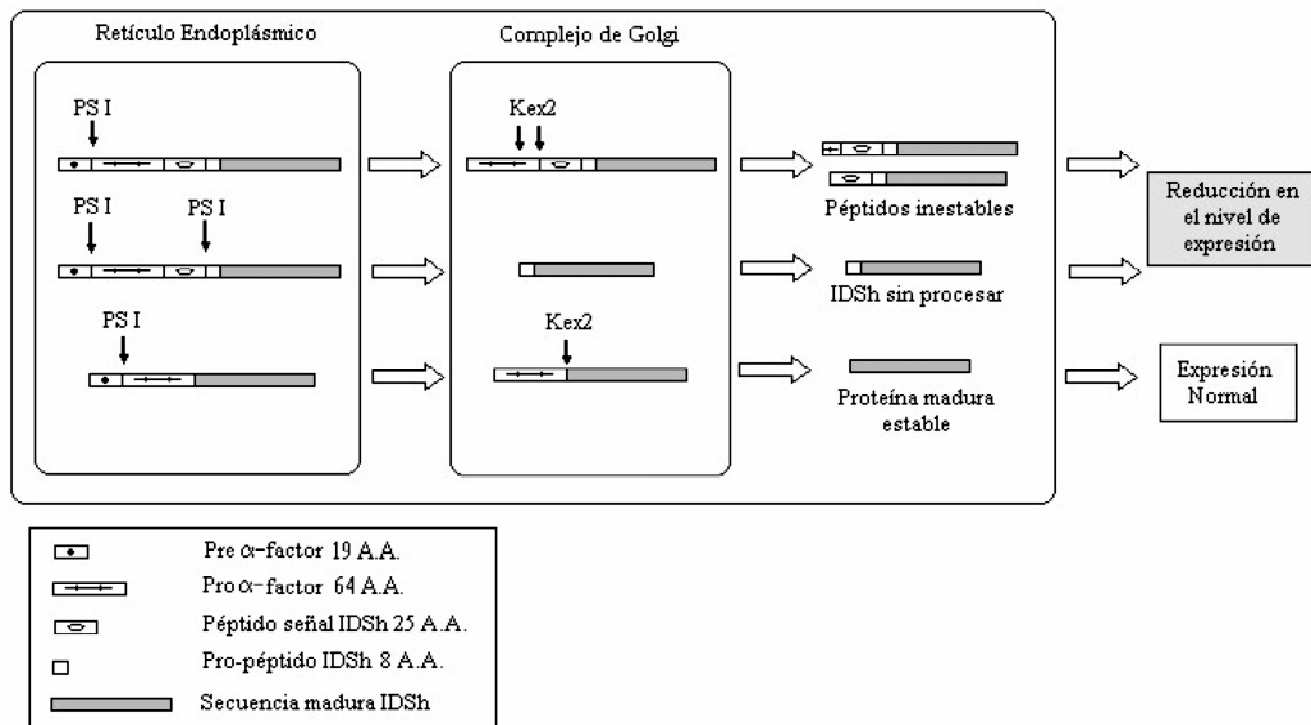 Retículo Endoplásmico
Complejo de Golgi
PS I
Kex2
PS I
PS I
Péptidos inestables
Reducción en
el nivel de
expresión
IDSh sin procesar
PS I
Kex2
Proteína madura
estable
Expresión
Normal
Pre α-factor 19 A.A.
Pro α-factor 64 A.A.
Péptido señal IDSh 25 A.A.
Pro-péptido IDSh 8 A.A.
Secuencia madura IDSh